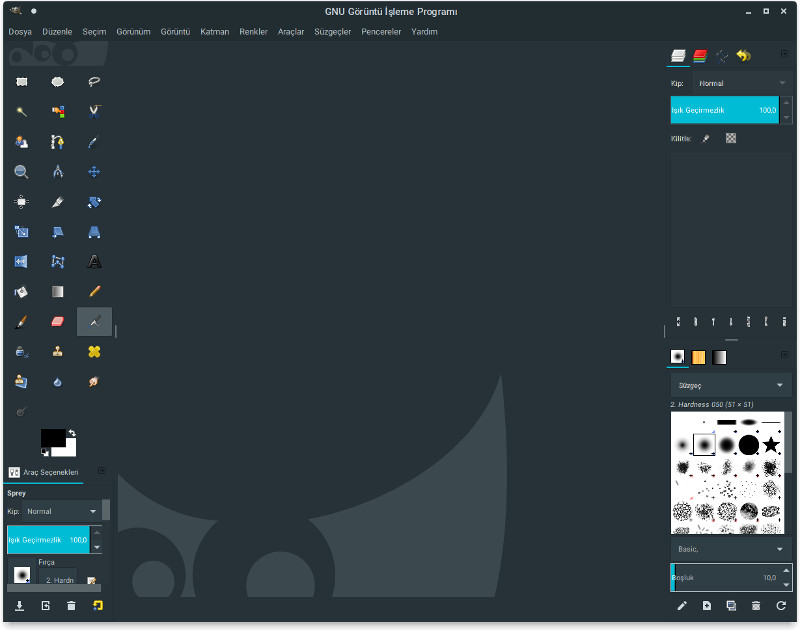 GNU Görüntü İşleme Programı
Dosya Düzenle Seçim Görünüm Görüntü Katman Renkler Araçlar Süzgeçler Pencereler Yardım
Kip: Normal
Işık Geçirmezlik 100,0
Kilitle:
Süzgeç
2. Hardness 050 (51 × 51)
Basic,
Boşluk 10,0
Araç Seçenekleri
Sprey
Kip: Normal
Işık Geçirmezlik 100,0
Fırça
2. Hardn